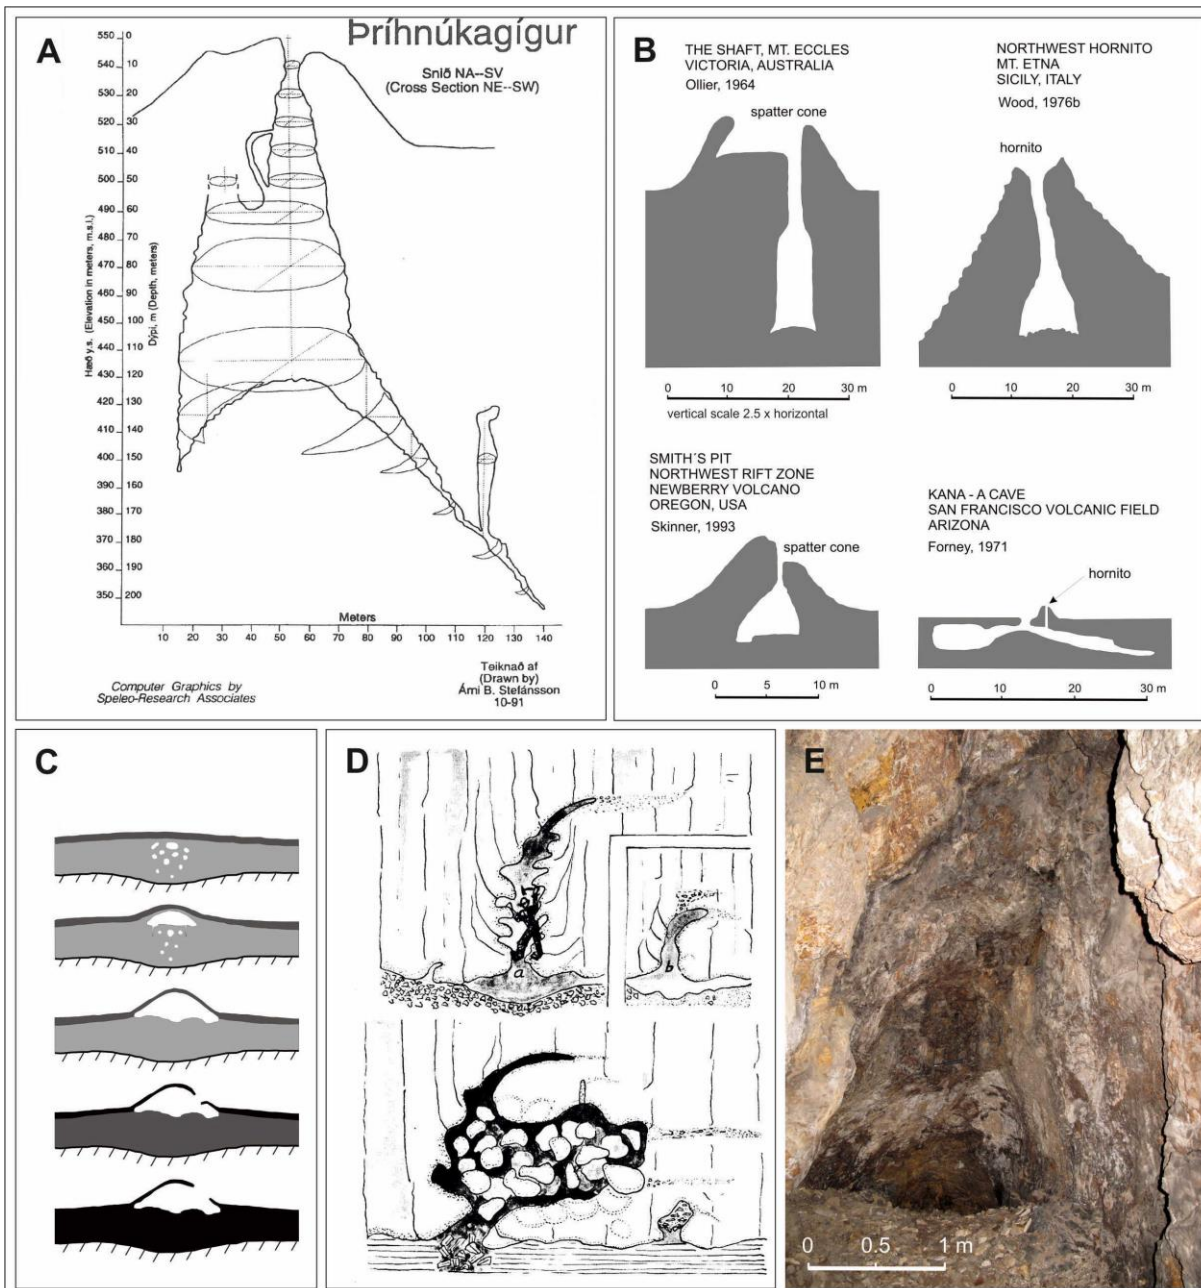 A
Þríhnúkagígur
Snið NA--SV
(Cross Section NE--SW)
550 0
540 10
530 20
520 30
510 40
500 50
490 60
480 70
470 80
460 90
450 100
440 110
430 120
420 130
410 140
400 150
390 160
380 170
370 180
360 190
350 200
Hæð y.s. (Elevation in meters, m.s.l.)
Dýpi, m (Depth, meters)
Meters
10 20 30 40 50 60 70 80 90 100 110 120 130 140
Computer Graphics by
Speleo-Research Associates
Teiknað af
(Drawn by)
Árni B. Stefánsson
10-91
B
THE SHAFT, MT. ECCLES
VICTORIA, AUSTRALIA
Ollier, 1964
spatter cone
0 10 20 30 m
vertical scale 2.5 x horizontal
NORTHWEST HORNITO
MT. ETNA
SICILY, ITALY
Wood, 1976b
hornito
0 10 20 30 m
SMITH´S PIT
NORTHWEST RIFT ZONE
NEWBERRY VOLCANO
OREGON, USA
Skinner, 1993
spatter cone
0 5 10 m
KANA - A CAVE
SAN FRANCISCO VOLCANIC FIELD
ARIZONA
Forney, 1971
hornito
0 10 20 30 m
C
D
a
b
E
0 0.5 1 m